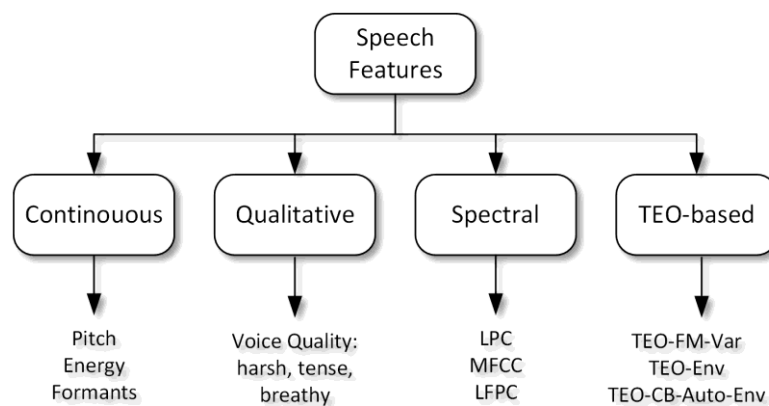 Speech
Features
Continouous
Qualitative
Spectral
TEO-based
Pitch
Energy
Formants
Voice Quality:
harsh, tense,
breathy
LPC
MFCC
LFPC
TEO-FM-Var
TEO-Env
TEO-CB-Auto-Env